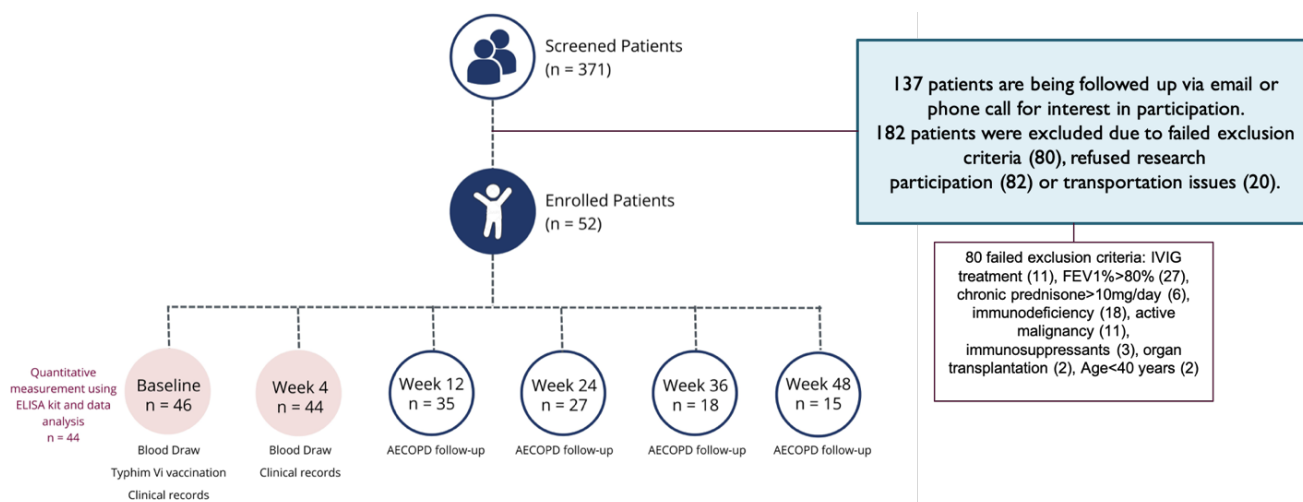 Screened Patients
(n = 371)
137 patients are being followed up via email or
phone call for interest in participation.
182 patients were excluded due to failed exclusion
criteria (80), refused research
participation (82) or transportation issues (20).
Enrolled Patients
(n = 52)
80 failed exclusion criteria: IVIG
treatment (11), FEV1%>80% (27),
chronic prednisone>10mg/day (6),
immunodeficiency (18), active
malignancy (11),
immunosuppressants (3), organ
transplantation (2), Age<40 years (2)
Quantitative
measurement using
ELISA kit and data
analysis
n = 44
Baseline
n = 46
Blood Draw
Typhim Vi vaccination
Clinical records
Week 4
n = 44
Blood Draw
Clinical records
Week 12
n = 35
AECOPD follow-up
Week 24
n = 27
AECOPD follow-up
Week 36
n = 18
AECOPD follow-up
Week 48
n = 15
AECOPD follow-up